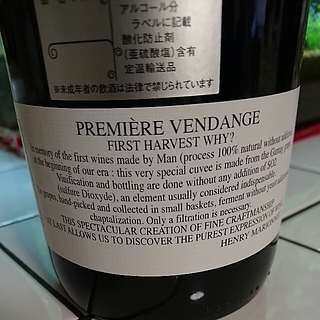 アルコール分
ラベルに記載
酸化防止剤
(亜硫酸塩)含有
定温輸送品
※未成年者の飲酒は法律で禁じられています
PREMIÈRE VENDANGE
FIRST HARVEST WHY?
In memory of the first wines made by Man (process 100% natural without
at the beginning of our era : this very special cuvee is made from the Gamay
Vinification and bottling are done without any addition of SO2
(sulfure Dioxyde), an element usually considered indispensable.
grapes, hand-picked and collected in small baskets, ferment without
chaptalization. Only a filtration is necessary.
THIS SPECTACULAR CREATION OF FINE CRAFTMANSHIP
AT LAST ALLOWS US TO DISCOVER THE PUREST EXPRESSION OF
HENRY